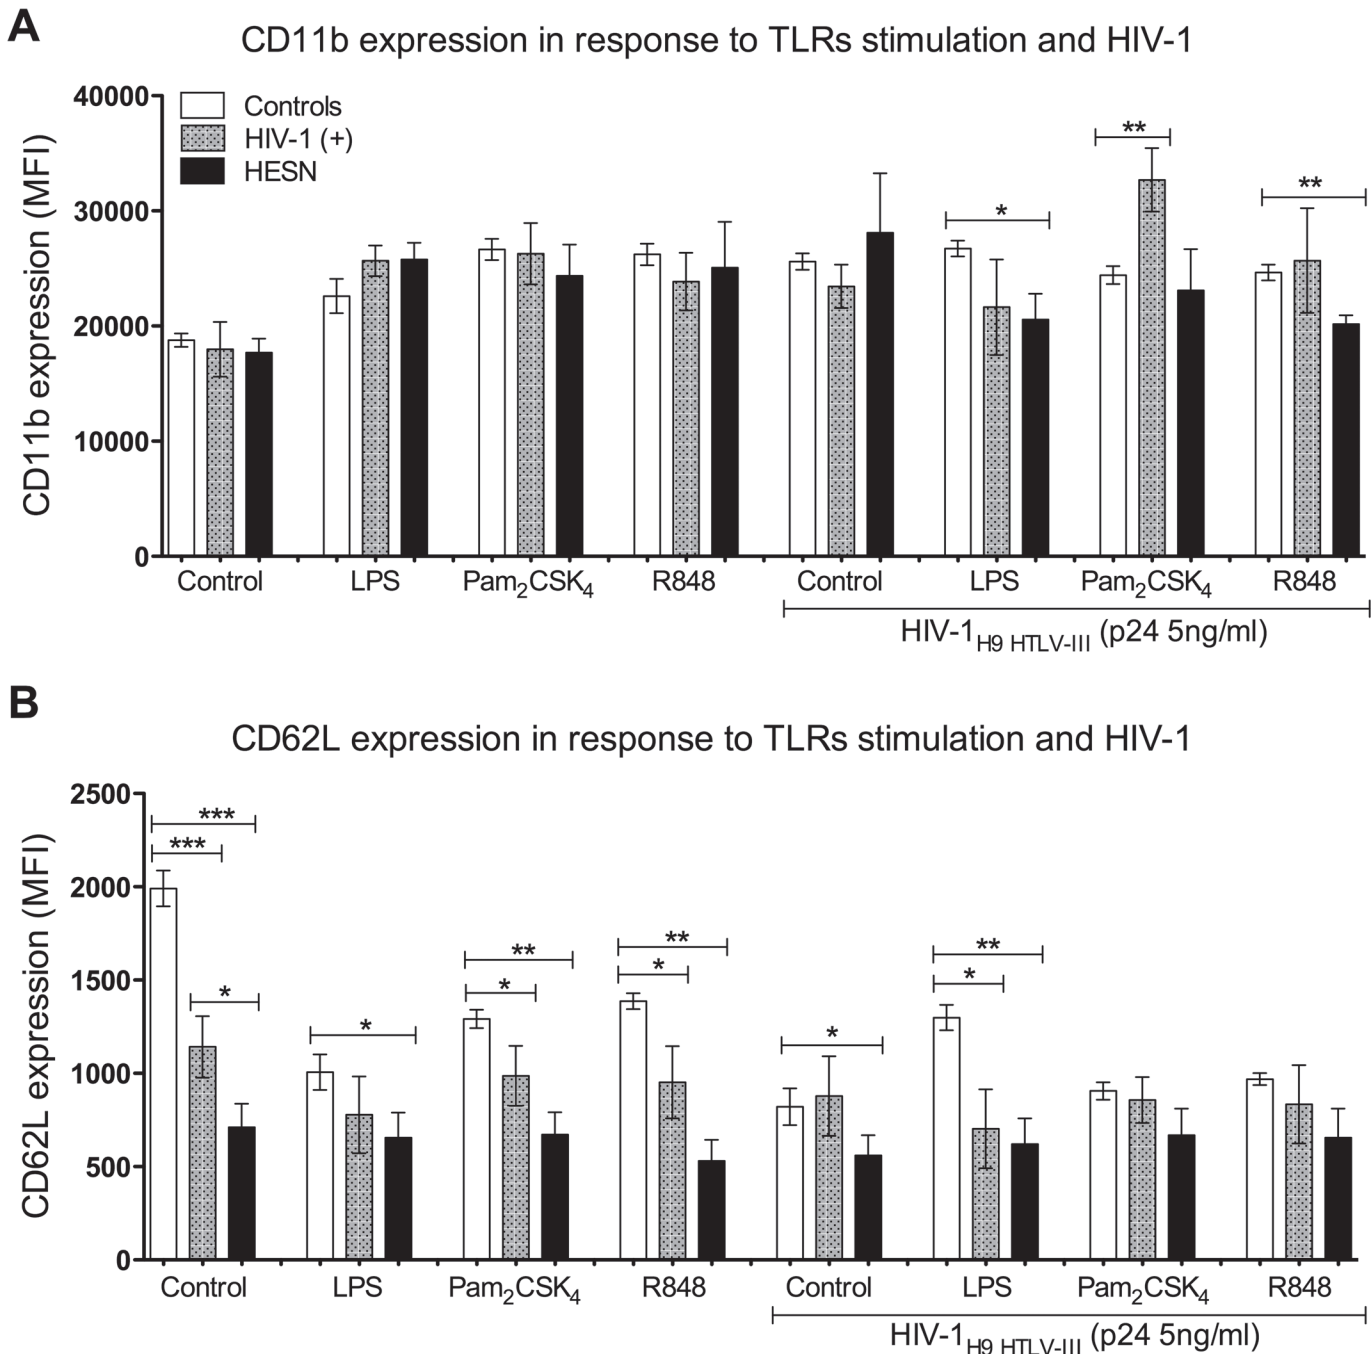 A
CD11b expression in response to TLRs stimulation and HIV-1
CD11b expression (MFI)
40000
30000
20000
10000
0
Controls
HIV-1 (+)
HESN
*
**
**
Control LPS Pam2CSK4 R848 Control LPS Pam2CSK4 R848
HIV-1H9 HTLV-III (p24 5ng/ml)
B
CD62L expression in response to TLRs stimulation and HIV-1
CD62L expression (MFI)
2500
2000
1500
1000
500
0
***
***
*
*
**
*
**
*
*
**
*
Control LPS Pam2CSK4 R848 Control LPS Pam2CSK4 R848
HIV-1H9 HTLV-III (p24 5ng/ml)